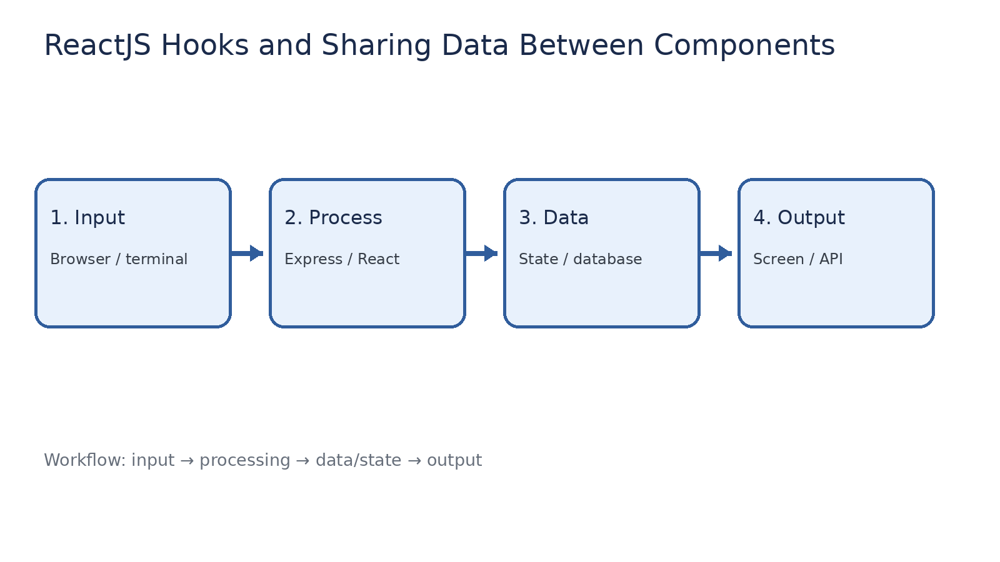 ReactJS Hooks and Sharing Data Between Components
1. Input
Browser / terminal
2. Process
Express / React
3. Data
State / database
4. Output
Screen / API
Workflow: input → processing → data/state → output